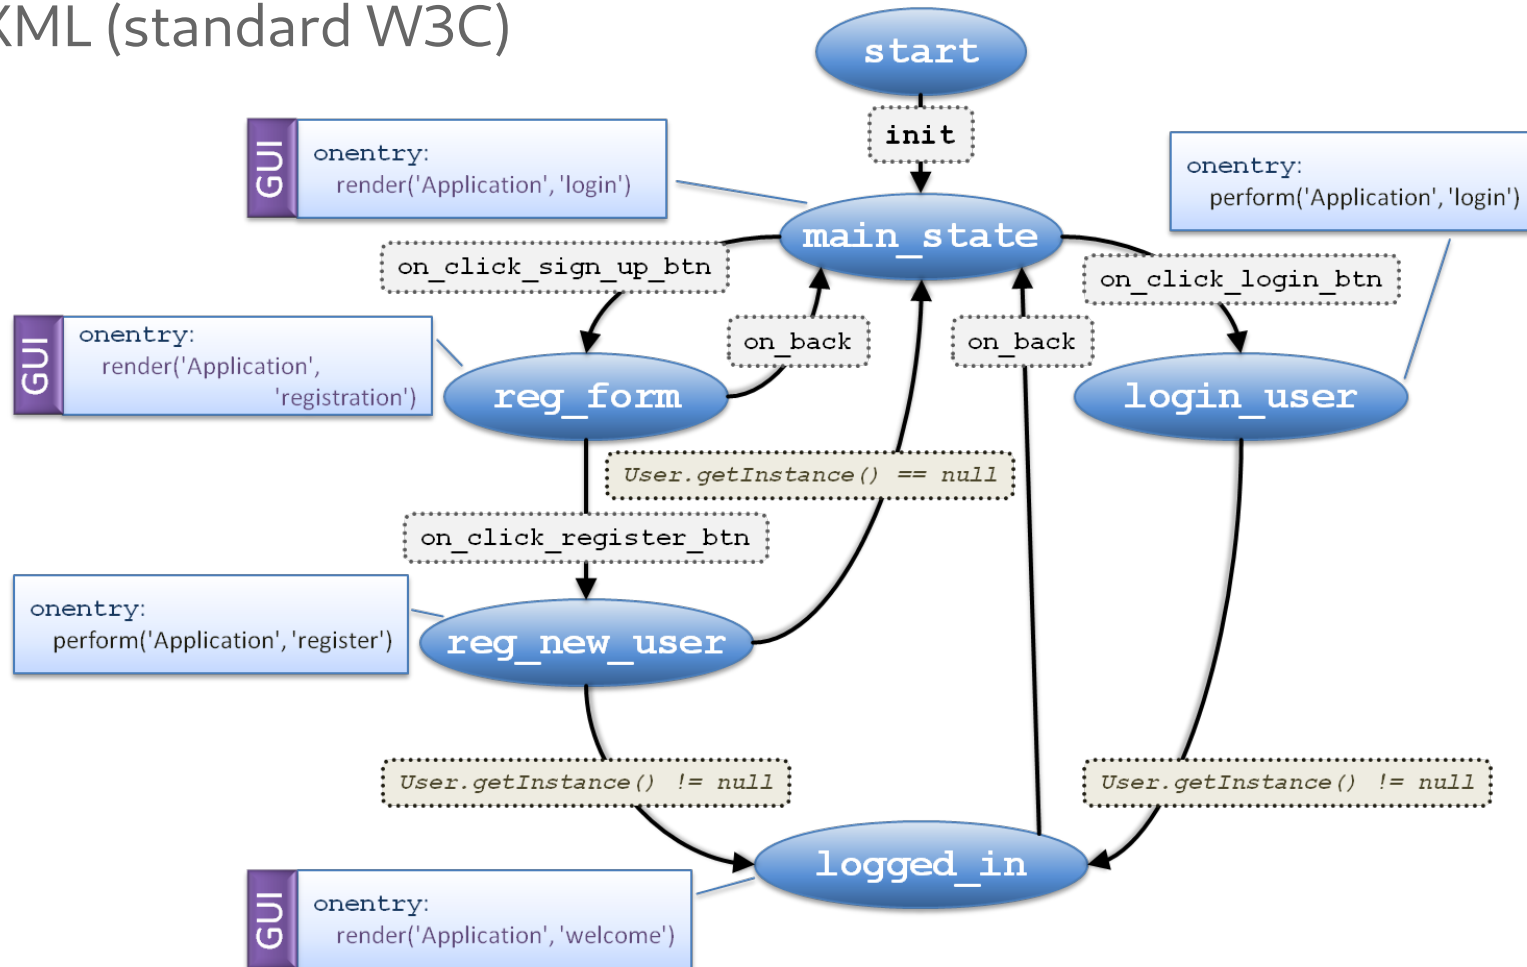 XML (standard W3C)
start
init
GUI
onentry:
render('Application', 'login')
onentry:
perform('Application', 'login')
main_state
on_click_sign_up_btn
on_click_login_btn
GUI
onentry:
render('Application',
'registration')
on_back
on_back
reg_form
login_user
User.getInstance() == null
on_click_register_btn
onentry:
perform('Application', 'register')
reg_new_user
User.getInstance() != null
User.getInstance() != null
logged_in
GUI
onentry:
render('Application', 'welcome')